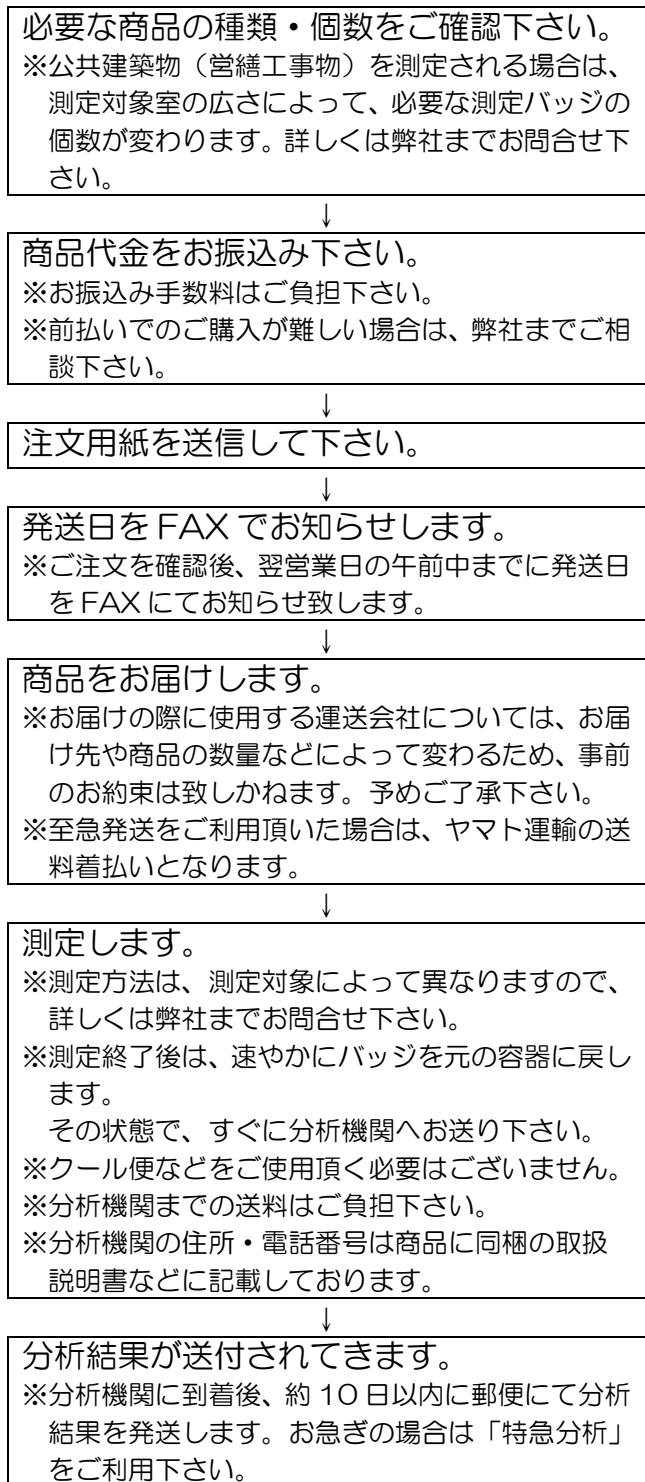 必要な商品の種類・個数をご確認下さい。
※公共建築物（営繕工事物）を測定される場合は、
測定対象室の広さによって、必要な測定バッジの
個数が変わります。詳しくは弊社までお問合せ下
さい。
↓
商品代金をお振込み下さい。
※お振込み手数料はご負担下さい。
※前払いでのご購入が難しい場合は、弊社までご相
談下さい。
↓
注文用紙を送信して下さい。
↓
発送日を FAX でお知らせします。
※ご注文を確認後、翌営業日の午前中までに発送日
を FAX にてお知らせ致します。
↓
商品をお届けします。
※お届けの際に使用する運送会社については、お届
け先や商品の数量などによって変わるため、事前
のお約束は致しかねます。予めご了承下さい。
※至急発送をご利用頂いた場合は、ヤマト運輸の送
料着払いとなります。
↓
測定します。
※測定方法は、測定対象によって異なりますので、
詳しくは弊社までお問合せ下さい。
※測定終了後は、速やかにバッジを元の容器に戻し
ます。
その状態で、すぐに分析機関へお送り下さい。
※クール便などをご使用頂く必要はございません。
※分析機関までの送料はご負担下さい。
※分析機関の住所・電話番号は商品に同梱の取扱
説明書などに記載しております。
↓
分析結果が送付されてきます。
※分析機関に到着後、約 10 日以内に郵便にて分析
結果を発送します。お急ぎの場合は「特急分析」
をご利用下さい。